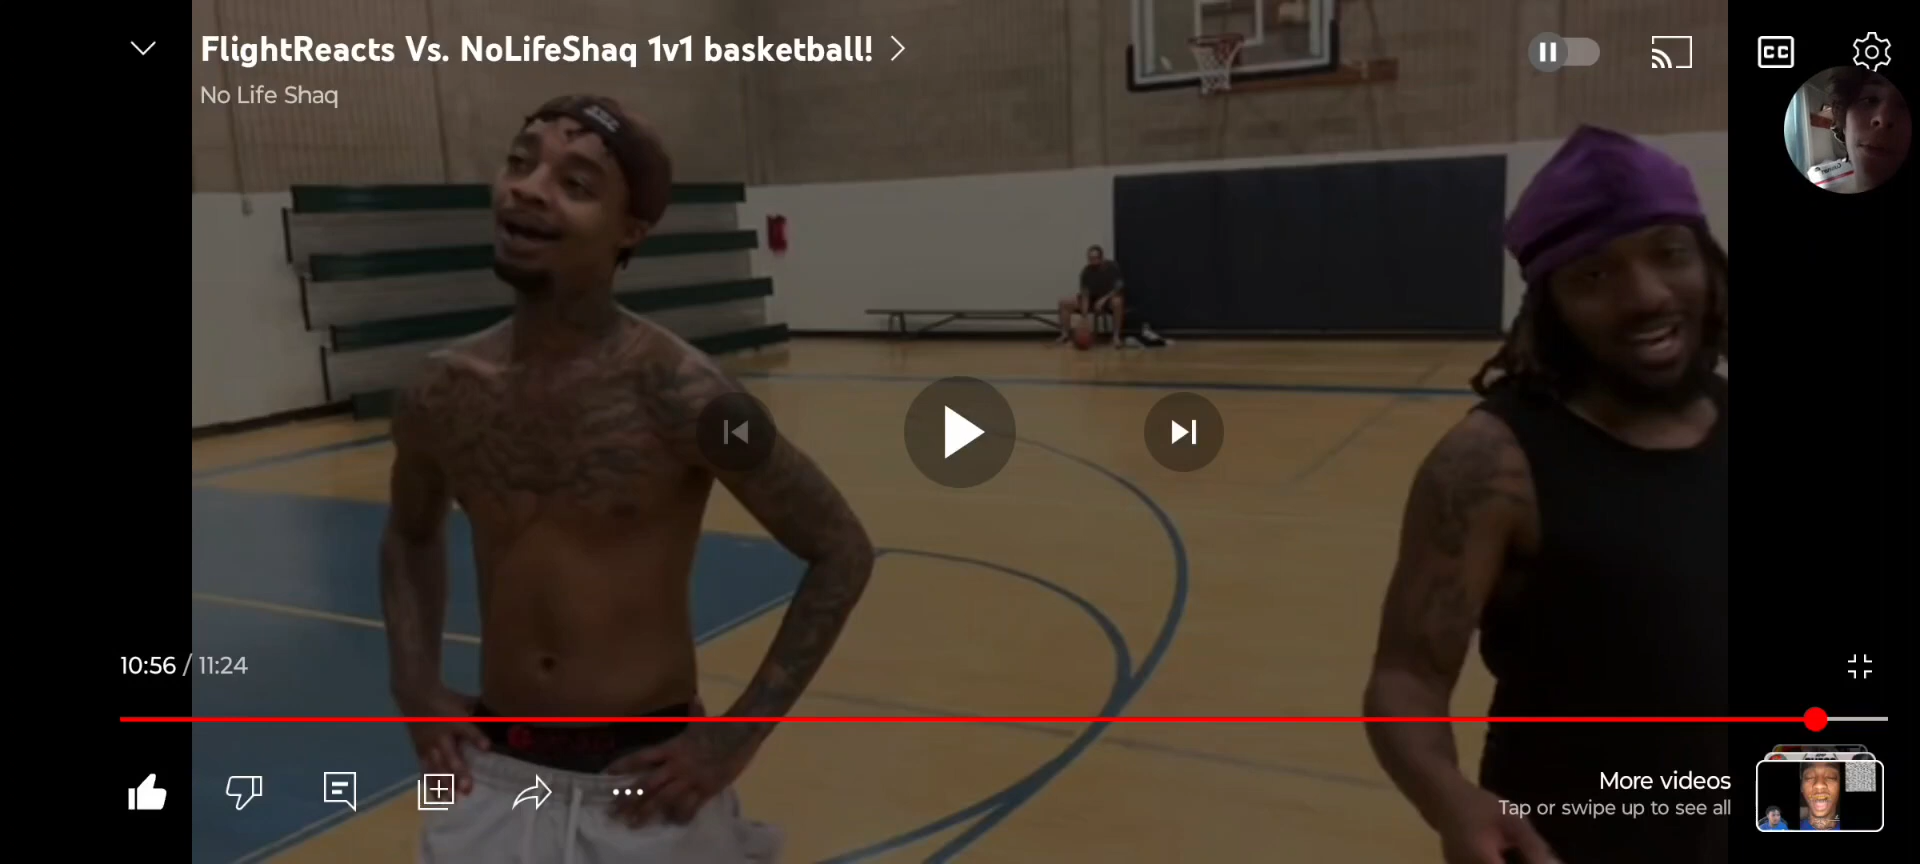 FlightReacts Vs. NoLifeShaq 1v1 basketball!
No Life Shaq
CC
10:56 / 11:24
More videos
Tap or swipe up to see all